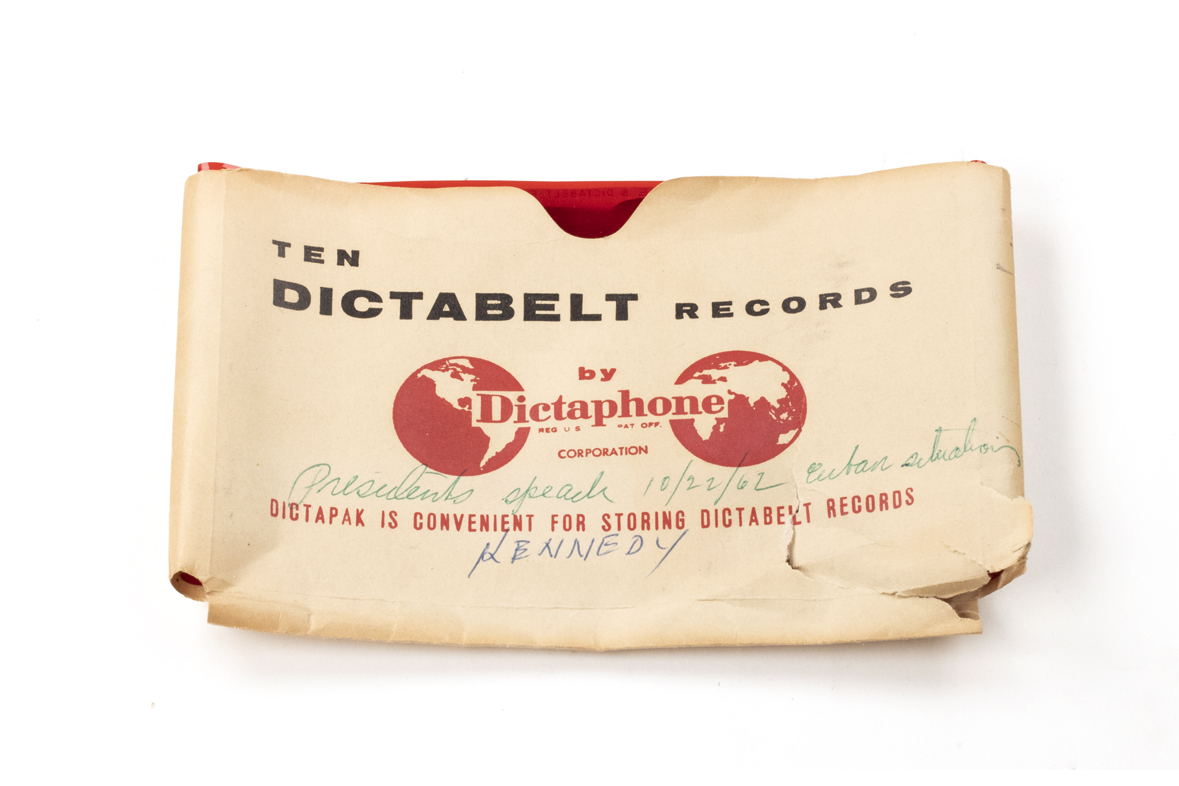 TEN
DICTABELT RECORDS
by
Dictaphone
REG U S PAT OFF.
CORPORATION
Presidents speach 10/22/62 Cuban situation
DICTAPAK IS CONVENIENT FOR STORING DICTABELT RECORDS
KENNEDY